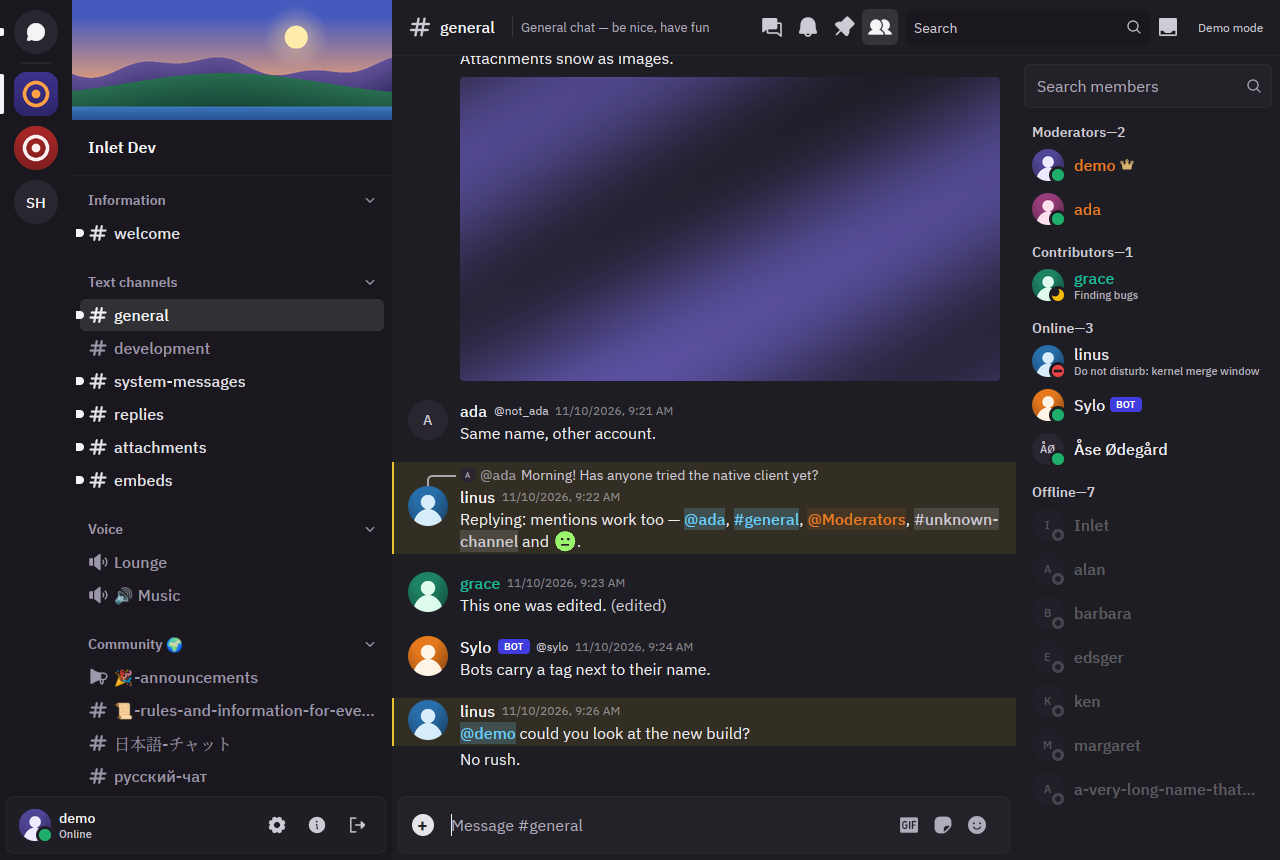 general
General chat — be nice, have fun
Search
Demo mode
SH
Inlet Dev
Information
welcome
Text channels
general
development
system-messages
replies
attachments
embeds
Voice
Lounge
🔊 Music
Community 🌍
🎉-announcements
📜-rules-and-information-for-eve...
日本語-チャット
русский-чат
demo
Online
Attachments show as images.
A
ada @not_ada 11/10/2026, 9:21 AM
Same name, other account.
A @ada Morning! Has anyone tried the native client yet?
linus 11/10/2026, 9:22 AM
Replying: mentions work too — @ada, #general, @Moderators, #unknown-
channel and 😐.
grace 11/10/2026, 9:23 AM
This one was edited. (edited)
Sylo BOT @sylo 11/10/2026, 9:24 AM
Bots carry a tag next to their name.
linus 11/10/2026, 9:26 AM
@demo could you look at the new build?
No rush.
Message #general
GIF
Search members
Moderators—2
demo
ada
Contributors—1
grace
Finding bugs
Online—3
linus
Do not disturb: kernel merge window
Sylo BOT
ÅØ Åse Ødegård
Offline—7
I Inlet
A alan
B barbara
E edsger
K ken
M margaret
A a-very-long-name-that...